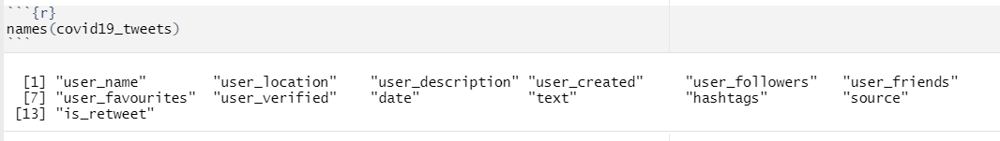 ```{r}
names(covid19_tweets)
```
[1] "user_name" "user_location" "user_description" "user_created" "user_followers" "user_friends"
[7] "user_favourites" "user_verified" "date" "text" "hashtags" "source"
[13] "is_retweet"